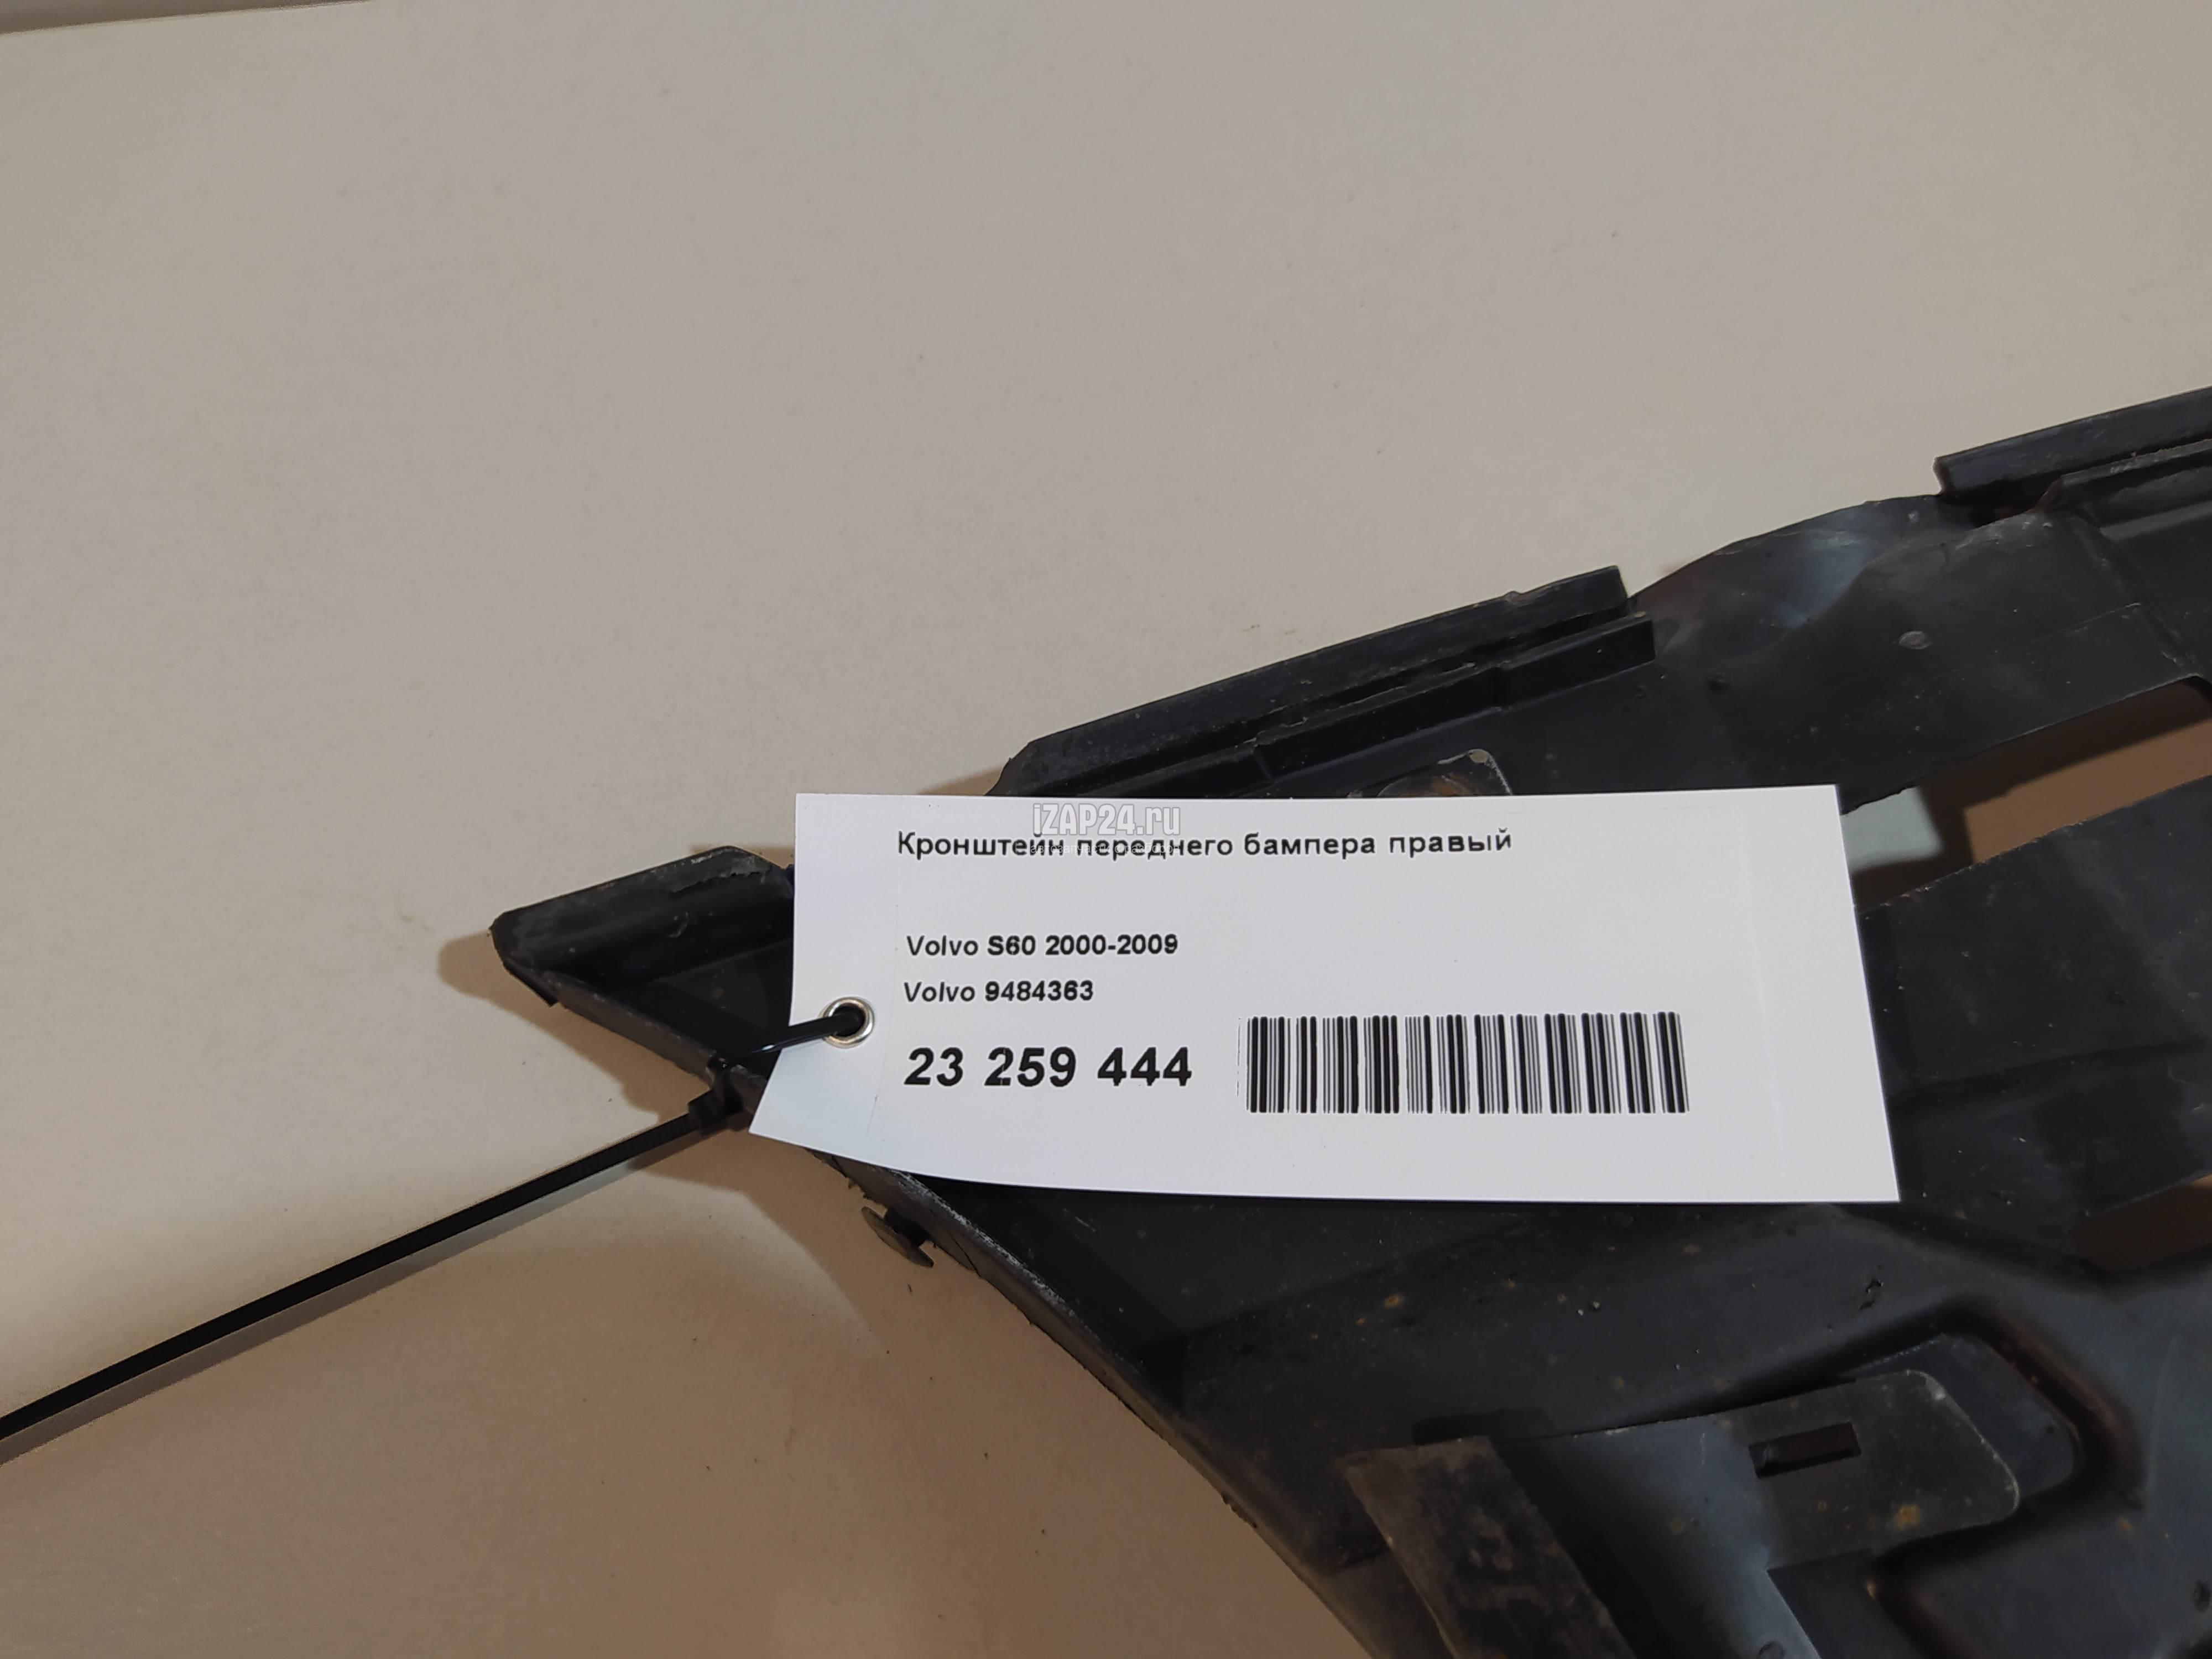 iZAP24.ru
Кронштейн переднего бампера правый
Volvo S60 2000-2009
Volvo 9484363
23 259 444